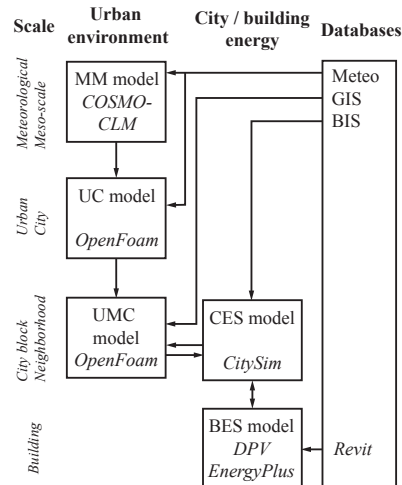 Scale
Urban
environment
City / building
energy
Databases
Meteorological
Meso-scale
MM model
COSMO-
CLM
Meteo
GIS
BIS
Urban
City
UC model
OpenFoam
City block
Neighborhood
UMC
model
OpenFoam
CES model
CitySim
Building
BES model
DPV
EnergyPlus
Revit